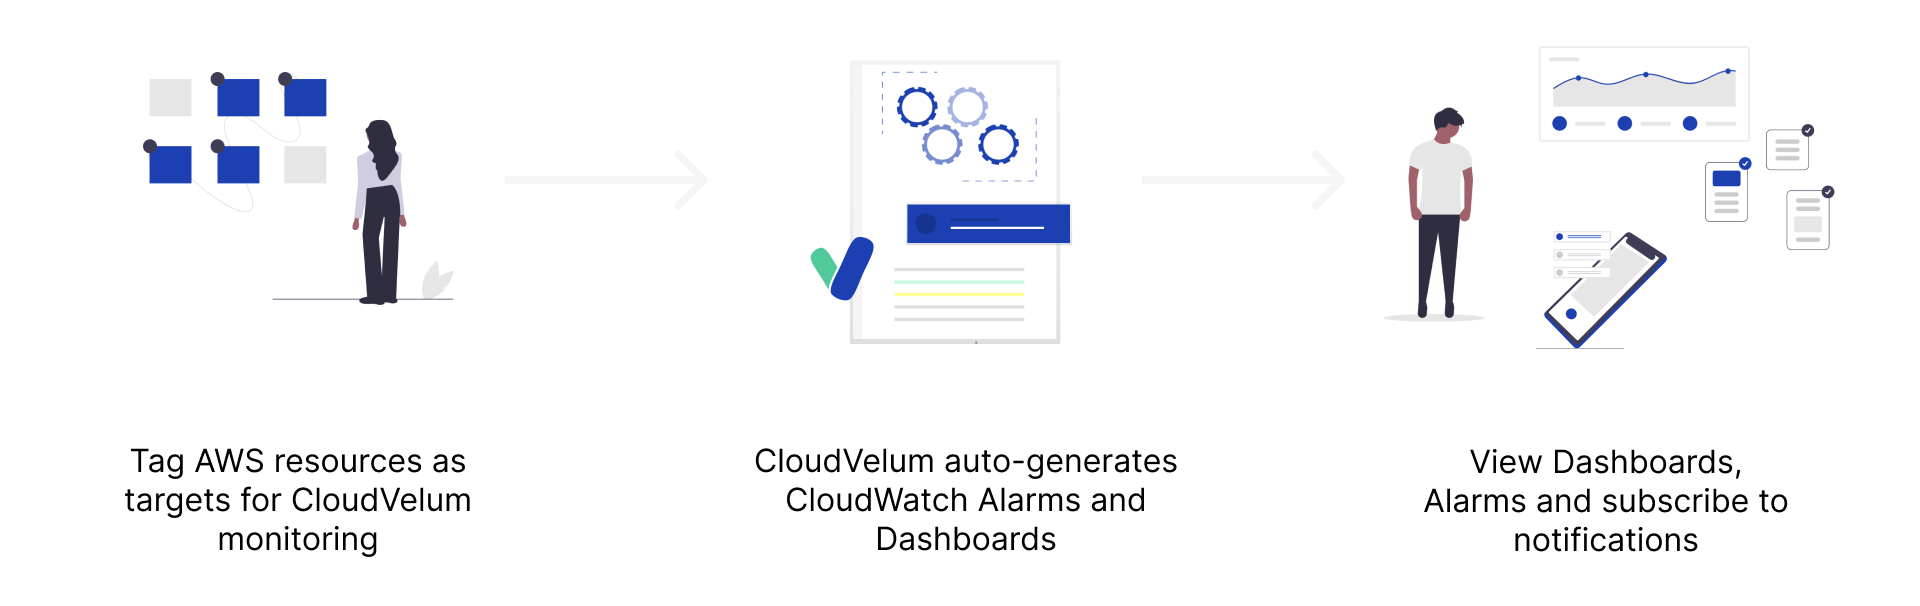 Tag AWS resources as
targets for CloudVelum
monitoring
CloudVelum auto-generates
CloudWatch Alarms and
Dashboards
View Dashboards,
Alarms and subscribe to
notifications